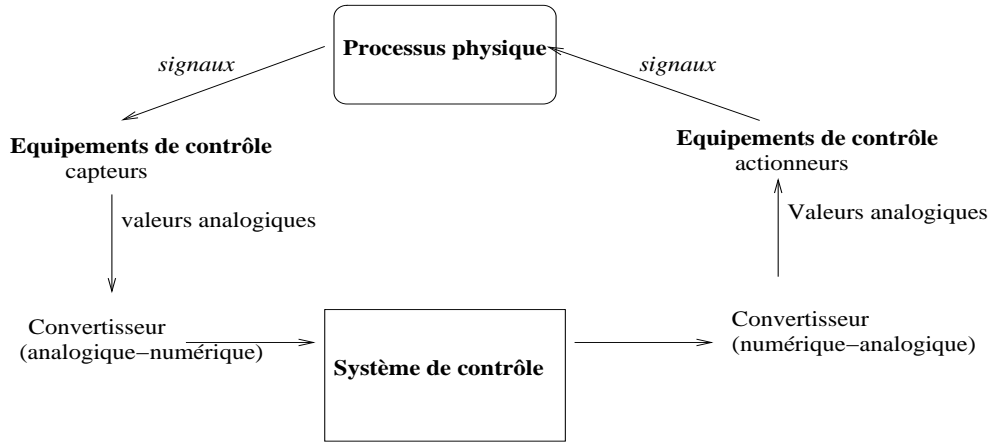 Processus physique
signaux
signaux
Equipements de contrôle
capteurs
Equipements de contrôle
actionneurs
valeurs analogiques
Valeurs analogiques
Convertisseur
(analogique−numérique)
Système de contrôle
Convertisseur
(numérique−analogique)